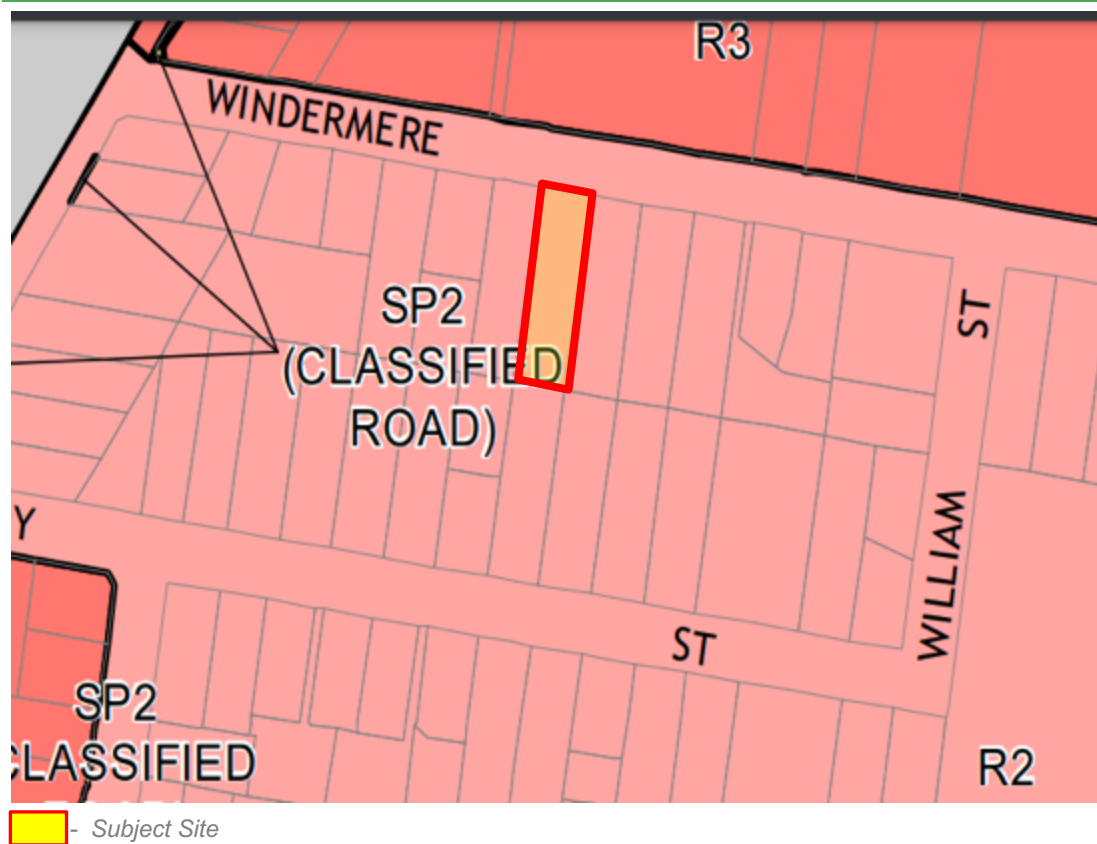 R3
WINDERMERE
SP2
(CLASSIFIED
ROAD)
ST
WILLIAM
Y
ST
SP2
CLASSIFIED
R2
- Subject Site